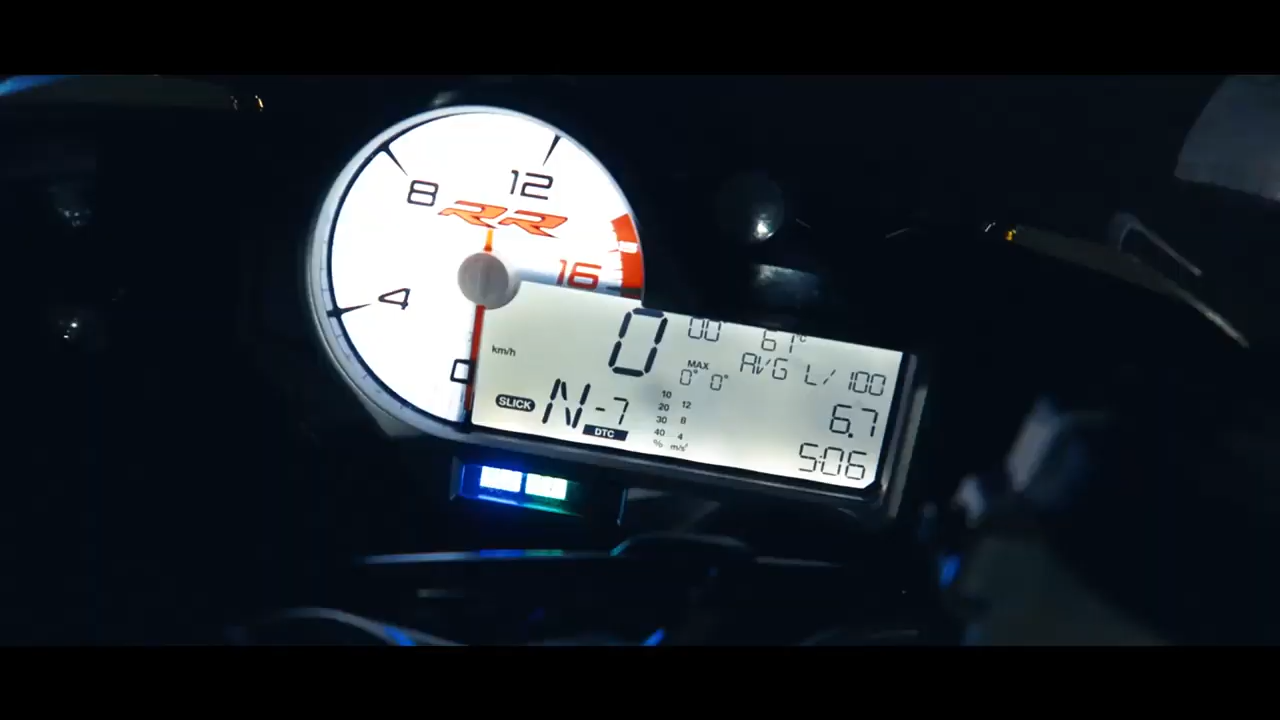 8 12
RR
4 16
0
km/h 0 00 61°C
MAX AVG L/100
0° 0°
SLICK N -7 6.7
DTC
10
20 12
30 8
40 4
% m/s²
5:06